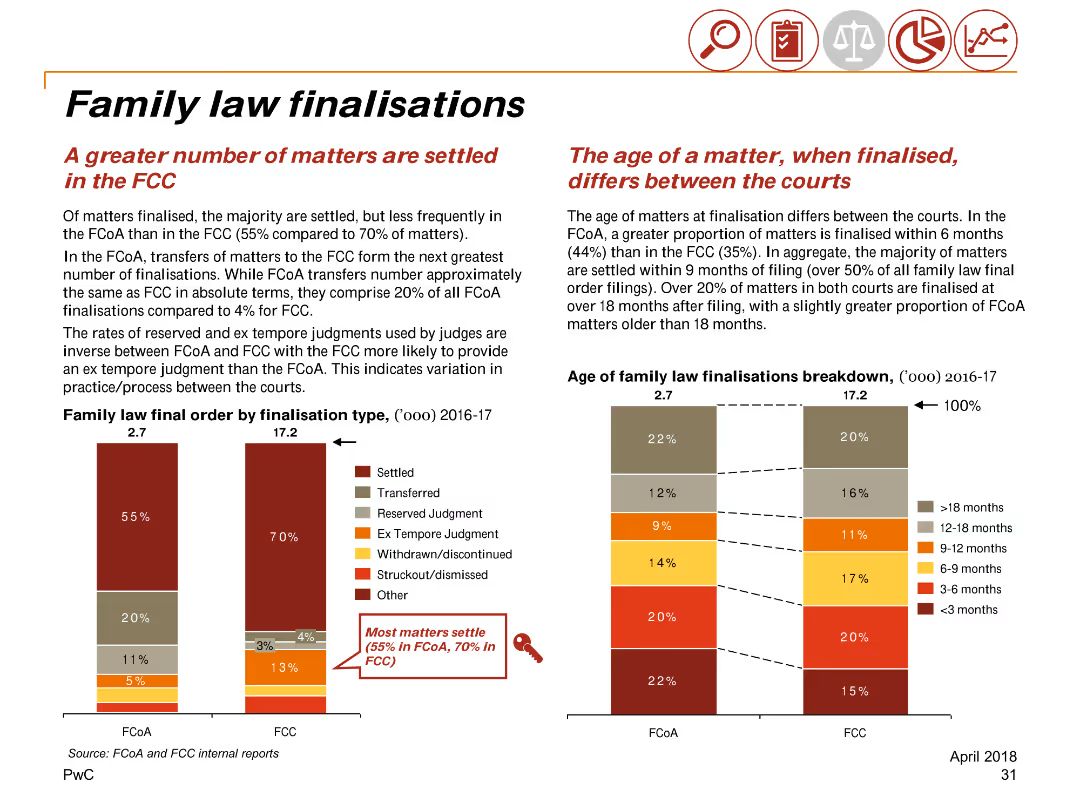 Family law finalisations
A greater number of matters are settled
in the FCC
Of matters finalised, the majority are settled, but less frequently in
the FCoA than in the FCC (55% compared to 70% of matters).
In the FCoA, transfers of matters to the FCC form the next greatest
number of finalisations. While FCoA transfers number approximately
the same as FCC in absolute terms, they comprise 20% of all FCoA
finalisations compared to 4% for FCC.
The rates of reserved and ex tempore judgments used by judges are
inverse between FCoA and FCC with the FCC more likely to provide
an ex tempore judgment than the FCoA. This indicates variation in
practice/process between the courts.
Family law final order by finalisation type, ('000) 2016-17
2.7
17.2
55%
20%
11%
5%
70%
4%
3%
13%
FCoA
FCC
Settled
Transferred
Reserved Judgment
Ex Tempore Judgment
Withdrawn/discontinued
Struckout/dismissed
Other
Most matters settle
(55% in FCoA, 70% in
FCC)
Source: FCoA and FCC internal reports
The age of a matter, when finalised,
differs between the courts
The age of matters at finalisation differs between the courts. In the
FCoA, a greater proportion of matters is finalised within 6 months
(44%) than in the FCC (35%). In aggregate, the majority of matters
are settled within 9 months of filing (over 50% of all family law final
order filings). Over 20% of matters in both courts are finalised at
over 18 months after filing, with a slightly greater proportion of FCoA
matters older than 18 months.
Age of family law finalisations breakdown, ('000) 2016-17
2.7
17.2
100%
22%
12%
9%
14%
20%
22%
20%
16%
11%
17%
20%
15%
FCoA
FCC
>18 months
12-18 months
9-12 months
6-9 months
3-6 months
<3 months
PwC
April 2018
31